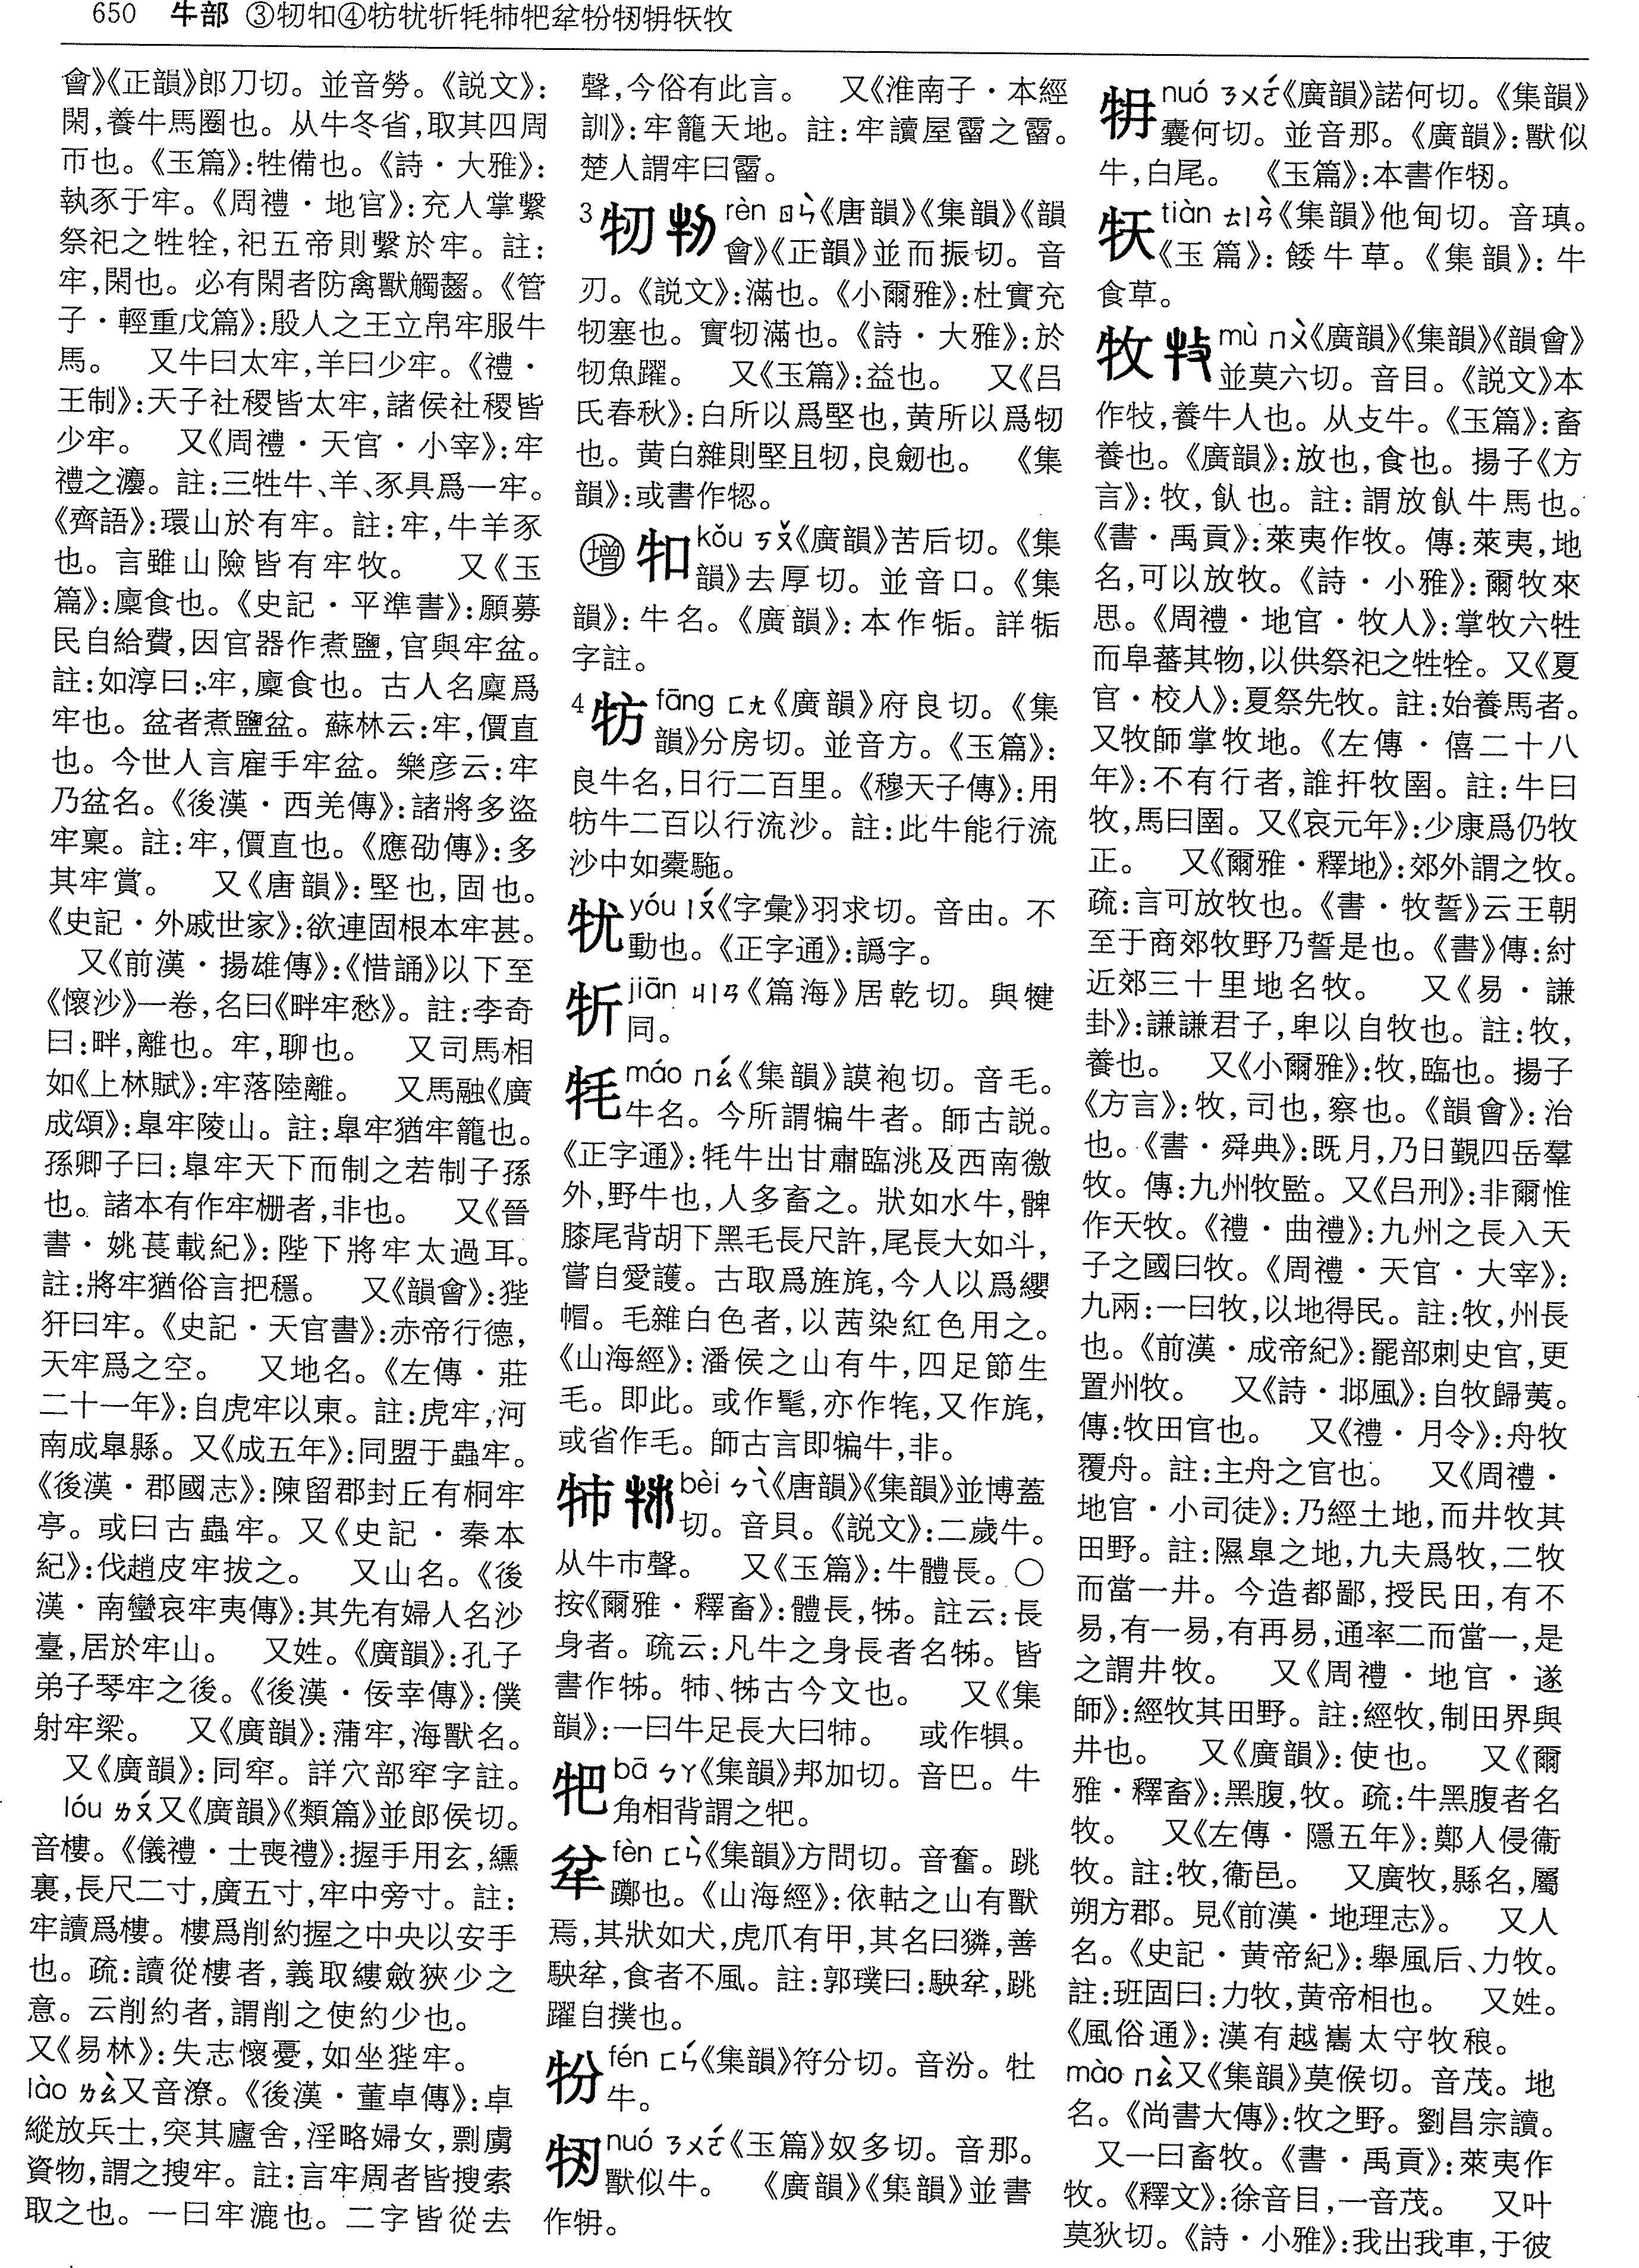 650 牛部 ③牣牫④牥犹㸫牦㹑𤘪㸮㸮牣𤘫㹂牧
會》《正韻》郎刀切。並音勞。《説文》：
閑，養牛馬圈也。从牛冬省，取其四周
帀也。《玉篇》：牲備也。《詩·大雅》：
執豕于牢。《周禮·地官》：充人掌繫
祭祀之牲牷，祀五帝則繫於牢。註：
牢，閑也。必有閑者防禽獸觸齧。《管
子·輕重戊篇》：殷人之王立帛牢服牛
馬。　又牛曰太牢，羊曰少牢。《禮·
王制》：天子社稷皆太牢，諸侯社稷皆
少牢。　又《周禮·天官·小宰》：牢
禮之灋。註：三牲牛、羊、豕具爲一牢。
《齊語》：環山於有牢。註：牢，牛羊豕
也。言雖山險皆有牢牧。　又《玉
篇》：廩食也。《史記·平準書》：願募
民自給費，因官器作煮鹽，官與牢盆。
註：如淳曰：牢，廩食也。古人名廩爲
牢也。盆者煮鹽盆。蘇林云：牢，價直
也。今世人言雇手牢盆。樂彦云：牢
乃盆名。《後漢·西羌傳》：諸將多盜
牢稟。註：牢，價直也。《應劭傳》：多
其牢賞。　又《唐韻》：堅也，固也。
《史記·外戚世家》：欲連固根本牢甚。
又《前漢·揚雄傳》：《惜誦》以下至
《懷沙》一卷，名曰《畔牢愁》。註：李奇
曰：畔，離也。牢，聊也。　又司馬相
如《上林賦》：牢落陸離。　又馬融《廣
成頌》：皐牢陵山。註：皐牢猶牢籠也。
孫卿子曰：皐牢天下而制之若制子孫
也。諸本有作牢柵者，非也。　又《晉
書·姚萇載紀》：陛下將牢太過耳。
註：將牢猶俗言把穩。　又《韻會》：狴
犴曰牢。《史記·天官書》：赤帝行德，
天牢爲之空。　又地名。《左傳·莊
二十一年》：自虎牢以東。註：虎牢，河
南成皐縣。又《成五年》：同盟于蟲牢。
《後漢·郡國志》：陳留郡封丘有桐牢
亭。或曰古蟲牢。又《史記·秦本
紀》：伐趙皮牢拔之。　又山名。《後
漢·南蠻哀牢夷傳》：其先有婦人名沙
臺，居於牢山。　又姓。《廣韻》：孔子
弟子琴牢之後。《後漢·佞幸傳》：僕
射牢梁。　又《廣韻》：蒲牢，海獸名。
又《廣韻》：同窂。詳穴部窂字註。
lóu ㄌㄡˊ又《廣韻》《類篇》並郎侯切。
音樓。《儀禮·士喪禮》：握手用玄，纁
裏，長尺二寸，廣五寸，牢中旁寸。註：
牢讀爲樓。樓爲削約握之中央以安手
也。疏：讀從樓者，義取縷斂狹少之
意。云削約者，謂削之使約少也。
又《易林》：失志懷憂，如坐狴牢。
lào ㄌㄠˋ又音潦。《後漢·董卓傳》：卓
縱放兵士，突其廬舍，淫略婦女，剽虜
資物，謂之搜牢。註：言牢周者皆搜索
取之也。一曰牢漉也。二字皆從去
聲，今俗有此言。　又《淮南子·本經
訓》：牢籠天地。註：牢讀屋霤之霤。
楚人謂牢曰霤。
3 牣 rèn ㄖㄣˋ《唐韻》《集韻》《韻
會》《正韻》並而振切。音
刃。《説文》：滿也。《小爾雅》：杜實充
牣塞也。實牣滿也。《詩·大雅》：於
牣魚躍。　又《玉篇》：益也。　又《吕
氏春秋》：白所以爲堅也，黄所以爲牣
也。黄白雜則堅且牣，良劒也。　《集
韻》：或書作㸾。
增 㸸 kǒu ㄎㄡˇ《廣韻》苦后切。《集
韻》去厚切。並音口。《集
韻》：牛名。《廣韻》：本作㸸。詳㸸
字註。
4 牥 fāng ㄈㄤ《廣韻》府良切。《集
韻》分房切。並音方。《玉篇》：
良牛名，日行二百里。《穆天子傳》：用
牥牛二百以行流沙。註：此牛能行流
沙中如橐駞。
犹 yóu ㄧㄡˊ《字彙》羽求切。音由。不
動也。《正字通》：譌字。
jiān ㄐㄧㄢ《篇海》居乾切。與犍
同。
牦 máo ㄇㄠˊ《集韻》謨袍切。音毛。
牛名。今所謂犏牛者。師古説。
《正字通》：牦牛出甘肅臨洮及西南徼
外，野牛也，人多畜之。狀如水牛，髀
膝尾背胡下黑毛長尺許，尾長大如斗，
嘗自愛護。古取爲旌旄，今人以爲纓
帽。毛雜白色者，以茜染紅色用之。
《山海經》：潘侯之山有牛，四足節生
毛。即此。或作髦，亦作㹈，又作旄，
或省作毛。師古言即犏牛，非。
㸬 bèi ㄅㄟˋ《唐韻》《集韻》並博蓋
切。音貝。《説文》：二歲牛。
从牛巿聲。　又《玉篇》：牛體長。○
按《爾雅·釋畜》：體長，牬。註云：長
身者。疏云：凡牛之身長者名牬。皆
書作牬。㸬、牬古今文也。　又《集
韻》：一曰牛足長大曰㸬。　或作㸽。
㸭 bā ㄅㄚ《集韻》邦加切。音巴。牛
角相背謂之㸭。
㸮 fèn ㄈㄣˋ《集韻》方問切。音奮。跳
躑也。《山海經》：依軲之山有獸
焉，其狀如犬，虎爪有甲，其名曰獜，善
駚㸮，食者不風。註：郭璞曰：駚㸮，跳
躍自撲也。
㸮 fén ㄈㄣˊ《集韻》符分切。音汾。牡
牛。
nuó ㄋㄨㄛˊ《玉篇》奴多切。音那。
獸似牛。　《廣韻》《集韻》並書
作㸱。
㸱 nuó ㄋㄨㄛˊ《廣韻》諾何切。《集韻》
囊何切。並音那。《廣韻》：獸似
牛，白尾。　《玉篇》：本書作㸱。
tiàn ㄊㄧㄢˋ《集韻》他甸切。音瑱。
《玉篇》：餧牛草。《集韻》：牛
食草。
牧 mù ㄇㄨˋ《廣韻》《集韻》《韻會》
並莫六切。音目。《説文》本
作牧，養牛人也。从攴牛。《玉篇》：畜
養也。《廣韻》：放也，食也。揚子《方
言》：牧，飤也。註：謂放飤牛馬也。
《書·禹貢》：萊夷作牧。傳：萊夷，地
名，可以放牧。《詩·小雅》：爾牧來
思。《周禮·地官·牧人》：掌牧六牲
而阜蕃其物，以供祭祀之牲牷。又《夏
官·校人》：夏祭先牧。註：始養馬者。
又牧師掌牧地。《左傳·僖二十八
年》：不有行者，誰扞牧圉。註：牛曰
牧，馬曰圉。又《哀元年》：少康爲仍牧
正。　又《爾雅·釋地》：郊外謂之牧。
疏：言可放牧也。《書·牧誓》云王朝
至于商郊牧野乃誓是也。《書》傳：紂
近郊三十里地名牧。　又《易·謙
卦》：謙謙君子，卑以自牧也。註：牧，
養也。　又《小爾雅》：牧，臨也。揚子
《方言》：牧，司也，察也。《韻會》：治
也。《書·舜典》：既月，乃日覲四岳羣
牧。傳：九州牧監。又《吕刑》：非爾惟
作天牧。《禮·曲禮》：九州之長入天
子之國曰牧。《周禮·天官·大宰》：
九兩：一曰牧，以地得民。註：牧，州長
也。《前漢·成帝紀》：罷部刺史官，更
置州牧。　又《詩·邶風》：自牧歸荑。
傳：牧田官也。　又《禮·月令》：舟牧
覆舟。註：主舟之官也。　又《周禮·
地官·小司徒》：乃經土地，而井牧其
田野。註：隰皐之地，九夫爲牧，二牧
而當一井。今造都鄙，授民田，有不
易，有一易，有再易，通率二而當一，是
之謂井牧。　又《周禮·地官·遂
師》：經牧其田野。註：經牧，制田界與
井也。　又《廣韻》：使也。　又《爾
雅·釋畜》：黑腹，牧。疏：牛黑腹者名
牧。　又《左傳·隱五年》：鄭人侵衞
牧。註：牧，衞邑。　又廣牧，縣名，屬
朔方郡。見《前漢·地理志》。　又人
名。《史記·黄帝紀》：舉風后、力牧。
註：班固曰：力牧，黄帝相也。　又姓。
《風俗通》：漢有越嶲太守牧稂。
mào ㄇㄠˋ又《集韻》莫候切。音茂。地
名。《尚書大傳》：牧之野。劉昌宗讀。
又一曰畜牧。《書·禹貢》：萊夷作
牧。《釋文》：徐音目，一音茂。　又叶
莫狄切。《詩·小雅》：我出我車，于彼